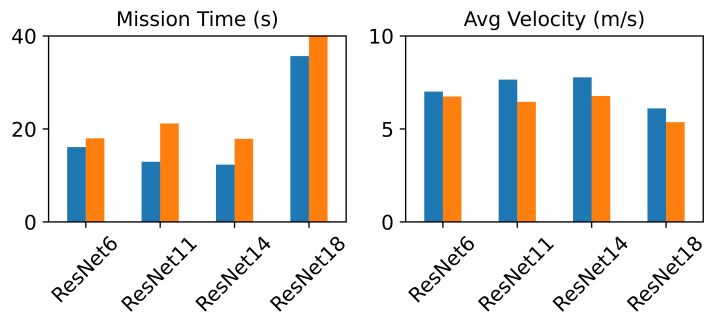 Mission Time (s)
40
20
0
ResNet6
ResNet11
ResNet14
ResNet18
Avg Velocity (m/s)
10
5
0
ResNet6
ResNet11
ResNet14
ResNet18